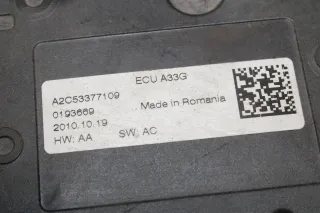 ECU A33G
A2C53377109
0193669 Made in Romania
2010.10.19
HW: AA SW: AC